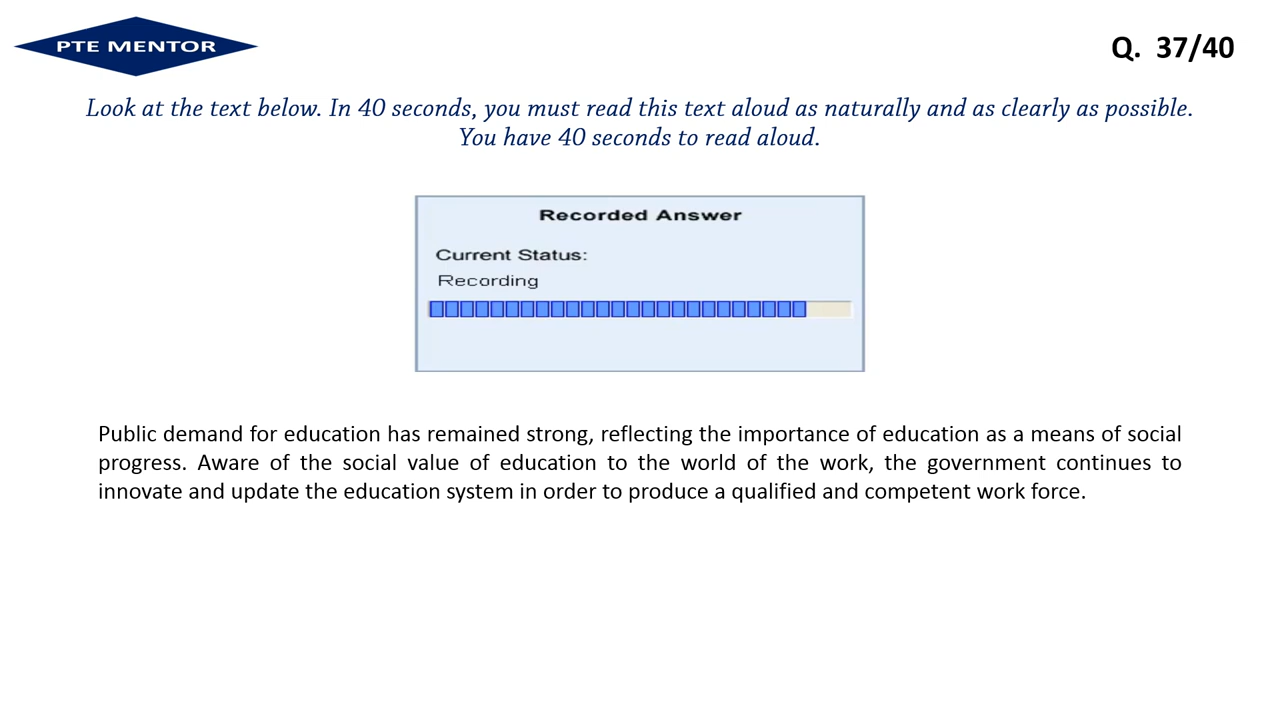 PTE MENTOR
Q. 37/40
Look at the text below. In 40 seconds, you must read this text aloud as naturally and as clearly as possible.
You have 40 seconds to read aloud.
Recorded Answer
Current Status:
Recording
Public demand for education has remained strong, reflecting the importance of education as a means of social
progress. Aware of the social value of education to the world of the work, the government continues to
innovate and update the education system in order to produce a qualified and competent work force.